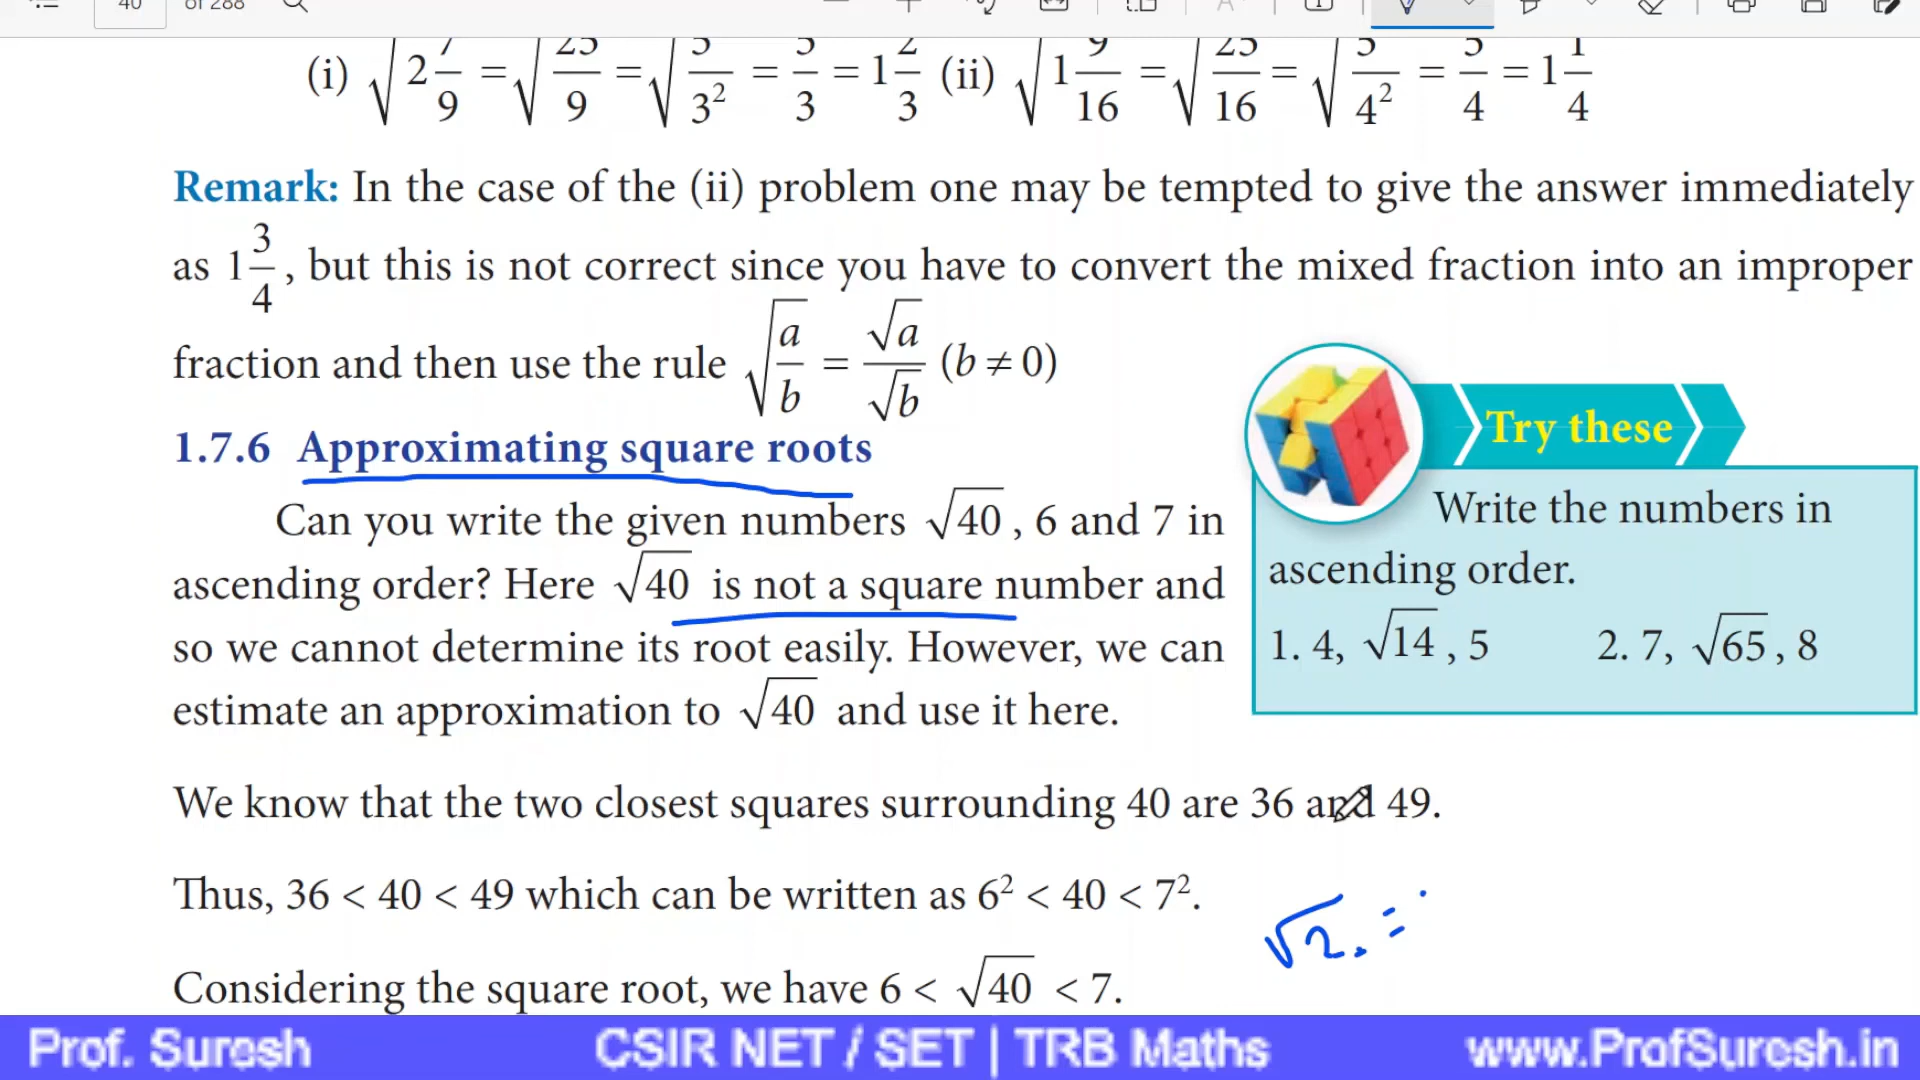 40 of 288
(i) √2 7/9 = √25/9 = √5/3² = 5/3 = 1 2/3 (ii) √1 9/16 = √25/16 = √5/4² = 5/4 = 1 1/4
Remark: In the case of the (ii) problem one may be tempted to give the answer immediately
as 1 3/4, but this is not correct since you have to convert the mixed fraction into an improper
fraction and then use the rule √a/b = √a/√b (b ≠ 0)
1.7.6 Approximating square roots
Can you write the given numbers √40, 6 and 7 in
ascending order? Here √40 is not a square number and
so we cannot determine its root easily. However, we can
estimate an approximation to √40 and use it here.
Try these
Write the numbers in
ascending order.
1. 4, √14, 5 2. 7, √65, 8
We know that the two closest squares surrounding 40 are 36 and 49.
Thus, 36 < 40 < 49 which can be written as 6² < 40 < 7².
√2. =
Considering the square root, we have 6 < √40 < 7.
Prof. Suresh CSIR NET / SET | TRB Maths www.ProfSuresh.in